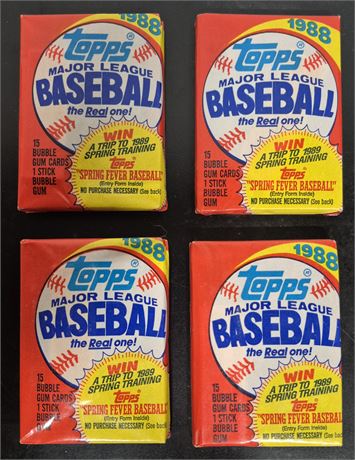 1988
Topps®
MAJOR LEAGUE
BASEBALL
the Real one!
WIN
A TRIP TO 1989
SPRING TRAINING
Topps
"SPRING FEVER BASEBALL"
(Entry Form Inside)
NO PURCHASE NECESSARY (See back)
15
BUBBLE
GUM CARDS
1 STICK
BUBBLE
GUM
1988
Topps®
MAJOR LEAGUE
BASEBALL
the Real one!
WIN
A TRIP TO 1989
SPRING TRAINING
Topps
"SPRING FEVER BASEBALL"
(Entry Form Inside)
NO PURCHASE NECESSARY (See back)
15
BUBBLE
GUM CARDS
1 STICK
BUBBLE
GUM
1988
Topps®
MAJOR LEAGUE
BASEBALL
the Real one!
WIN
A TRIP TO 1989
SPRING TRAINING
Topps
"SPRING FEVER BASEBALL
(Entry Form Inside)
NO PURCHASE NECESSARY (See back)
15
BUBBLE
GUM CARDS
1 STICK
BUBBLE
GUM
1988
Topps®
MAJOR LEAGUE
BASEBALL
the Real one!
WIN
A TRIP TO 1989
SPRING TRAINING
Topps
"SPRING FEVER BASEBALL"
(Entry Form Inside)
NO PURCHASE NECESSARY (See back)
15
BUBBLE
GUM CARDS
1 STICK
BUBBLE
GUM